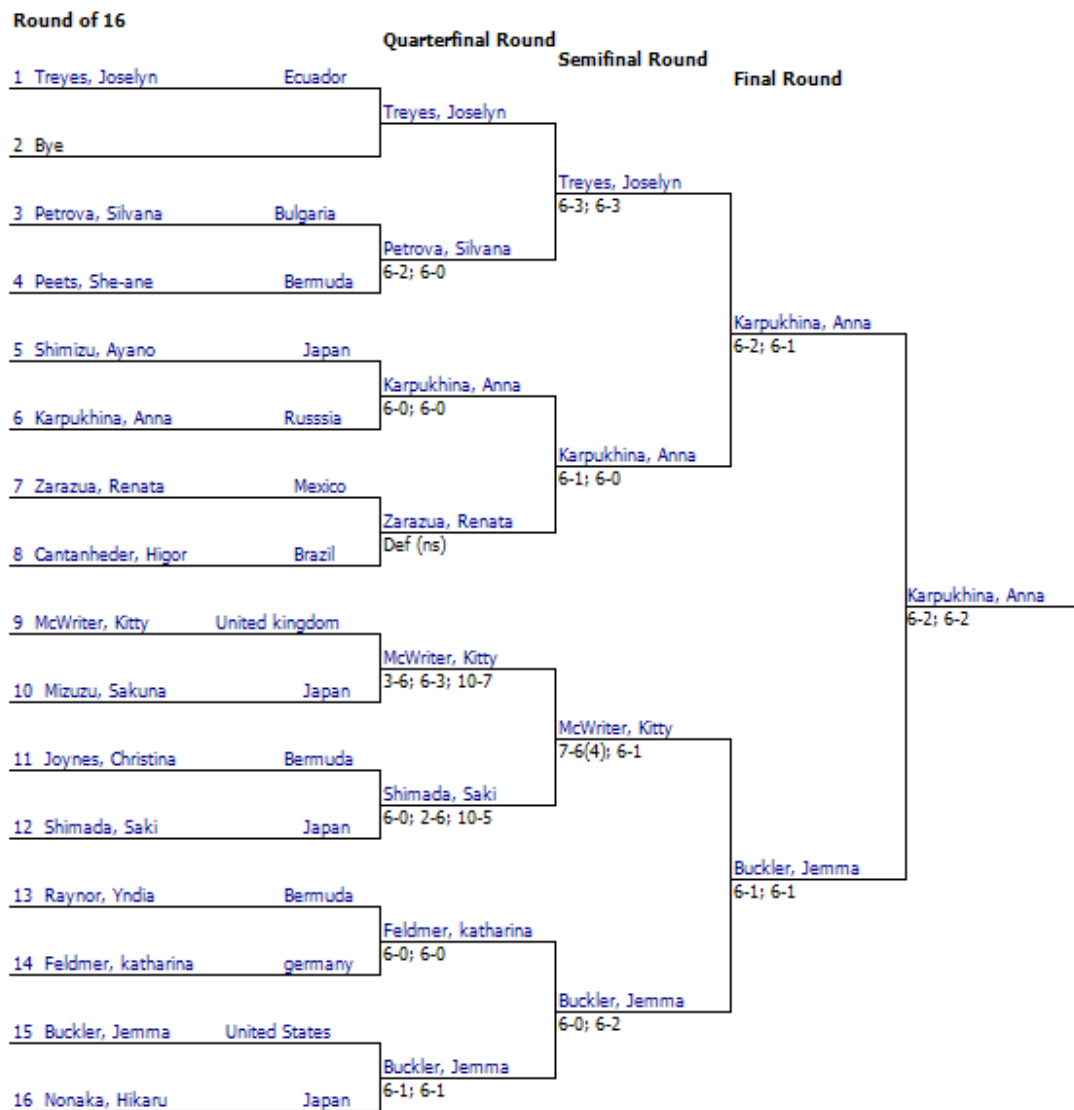 Round of 16
Quarterfinal Round
Semifinal Round
Final Round
1 Treyes, Joselyn Ecuador
Treyes, Joselyn
2 Bye
Treyes, Joselyn
6-3; 6-3
3 Petrova, Silvana Bulgaria
Petrova, Silvana
6-2; 6-0
4 Peets, She-ane Bermuda
Karpukhina, Anna
6-2; 6-1
5 Shimizu, Ayano Japan
Karpukhina, Anna
6-0; 6-0
6 Karpukhina, Anna Russsia
Karpukhina, Anna
6-1; 6-0
7 Zarazua, Renata Mexico
Zarazua, Renata
Def (ns)
8 Cantanheder, Higor Brazil
Karpukhina, Anna
6-2; 6-2
9 McWriter, Kitty United kingdom
McWriter, Kitty
3-6; 6-3; 10-7
10 Mizuzu, Sakuna Japan
McWriter, Kitty
7-6(4); 6-1
11 Joynes, Christina Bermuda
Shimada, Saki
6-0; 2-6; 10-5
12 Shimada, Saki Japan
Buckler, Jemma
6-1; 6-1
13 Raynor, Yndia Bermuda
Feldmer, katharina
6-0; 6-0
14 Feldmer, katharina germany
Buckler, Jemma
6-0; 6-2
15 Buckler, Jemma United States
Buckler, Jemma
6-1; 6-1
16 Nonaka, Hikaru Japan